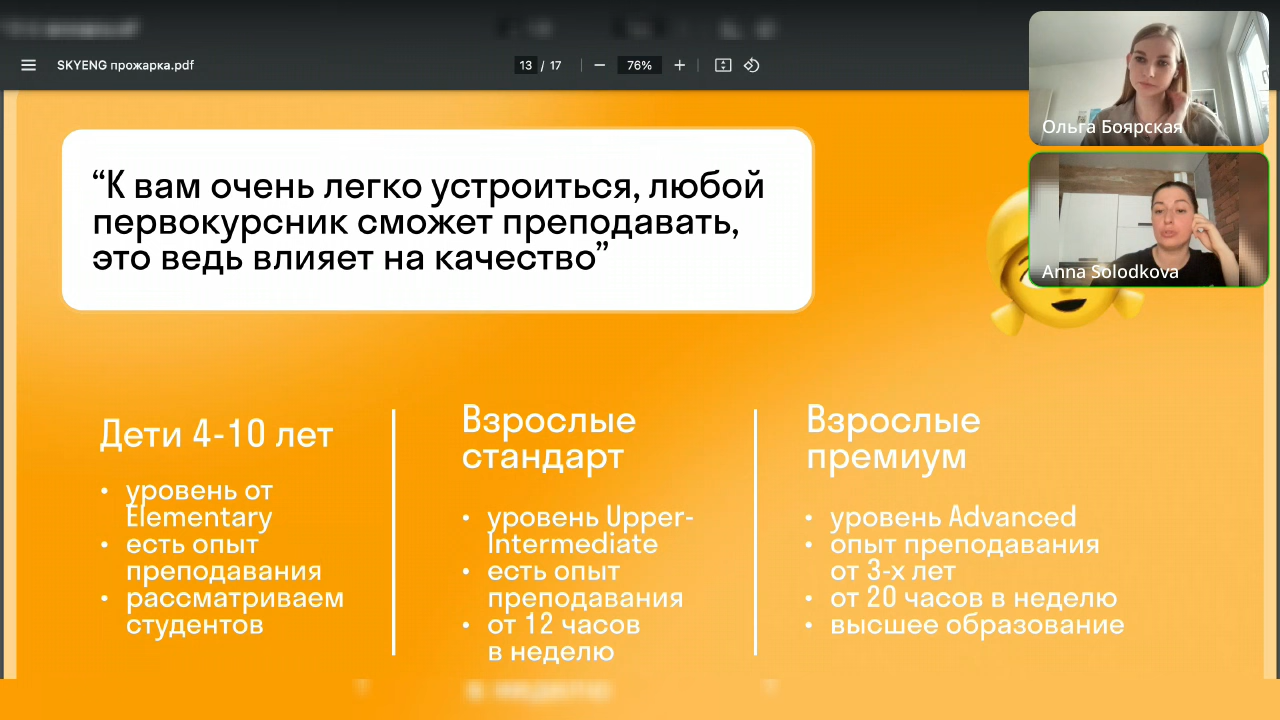 SKYENG прожарка.pdf
13 / 17
76%
Ольга Боярская
Anna Solodkova
“К вам очень легко устроиться, любой
первокурсник сможет преподавать,
это ведь влияет на качество”
Дети 4-10 лет
• уровень от
Elementary
• есть опыт
преподавания
• рассматриваем
студентов
Взрослые
стандарт
• уровень Upper-
Intermediate
• есть опыт
преподавания
• от 12 часов
в неделю
Взрослые
премиум
• уровень Advanced
• опыт преподавания
от 3-х лет
• от 20 часов в неделю
• высшее образование